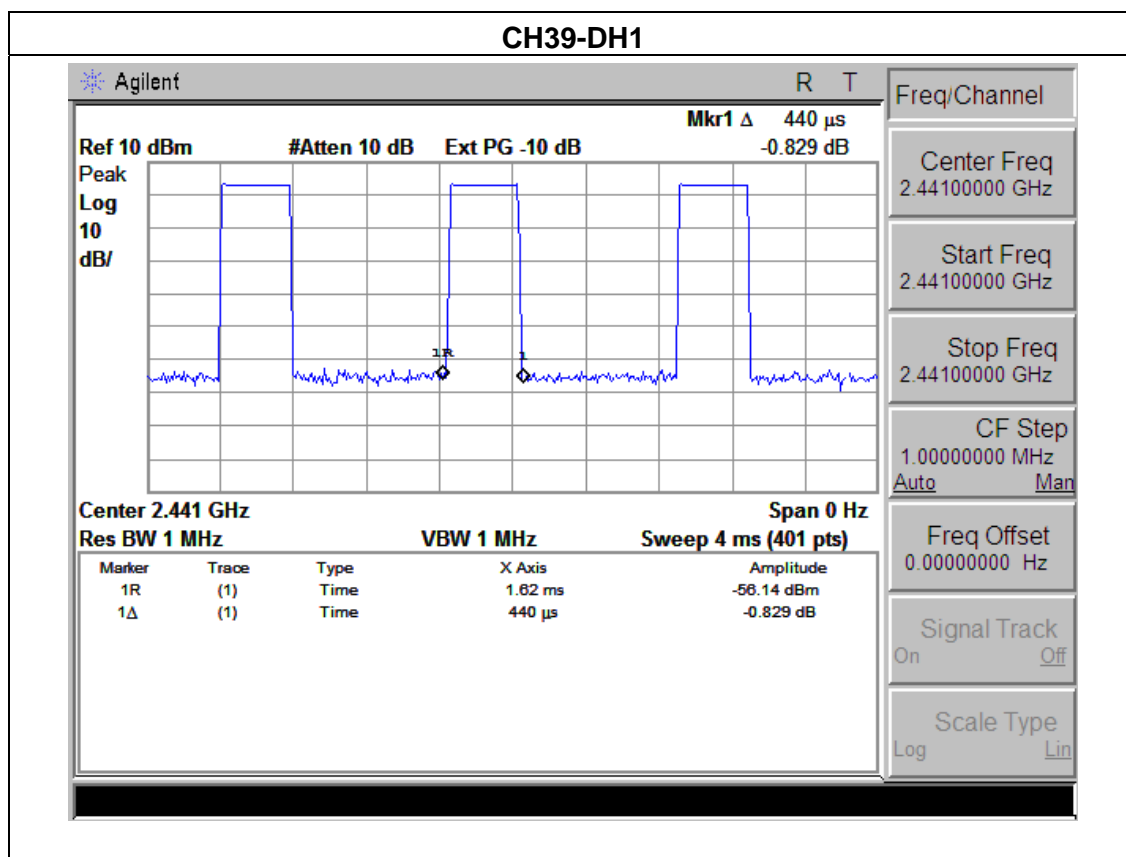 CH39-DH1
Agilent
R T
Mkr1 Δ 440 μs
Ref 10 dBm #Atten 10 dB Ext PG -10 dB -0.829 dB
Peak
Log
10
dB/
1R
1
Center 2.441 GHz Span 0 Hz
Res BW 1 MHz VBW 1 MHz Sweep 4 ms (401 pts)
Marker Trace Type X Axis Amplitude
1R (1) Time 1.62 ms -56.14 dBm
1Δ (1) Time 440 μs -0.829 dB
Freq/Channel
Center Freq
2.44100000 GHz
Start Freq
2.44100000 GHz
Stop Freq
2.44100000 GHz
CF Step
1.00000000 MHz
Auto Man
Freq Offset
0.00000000 Hz
Signal Track
On Off
Scale Type
Log Lin